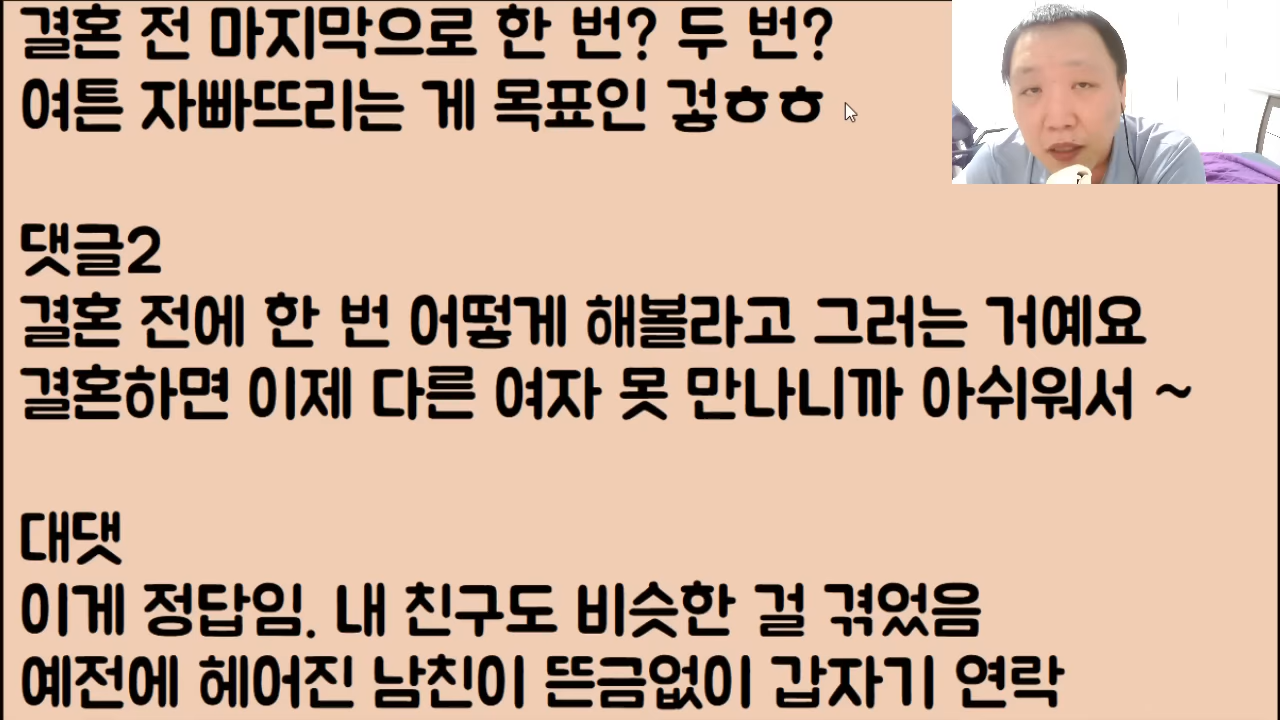 결혼 전 마지막으로 한 번? 두 번?
여튼 자빠뜨리는 게 목표인 겋ㅎㅎ
댓글2
결혼 전에 한 번 어떻게 해볼라고 그러는 거예요
결혼하면 이제 다른 여자 못 만나니까 아쉬워서 ~
대댓
이게 정답임. 내 친구도 비슷한 걸 겪었음
예전에 헤어진 남친이 뜬금없이 갑자기 연락